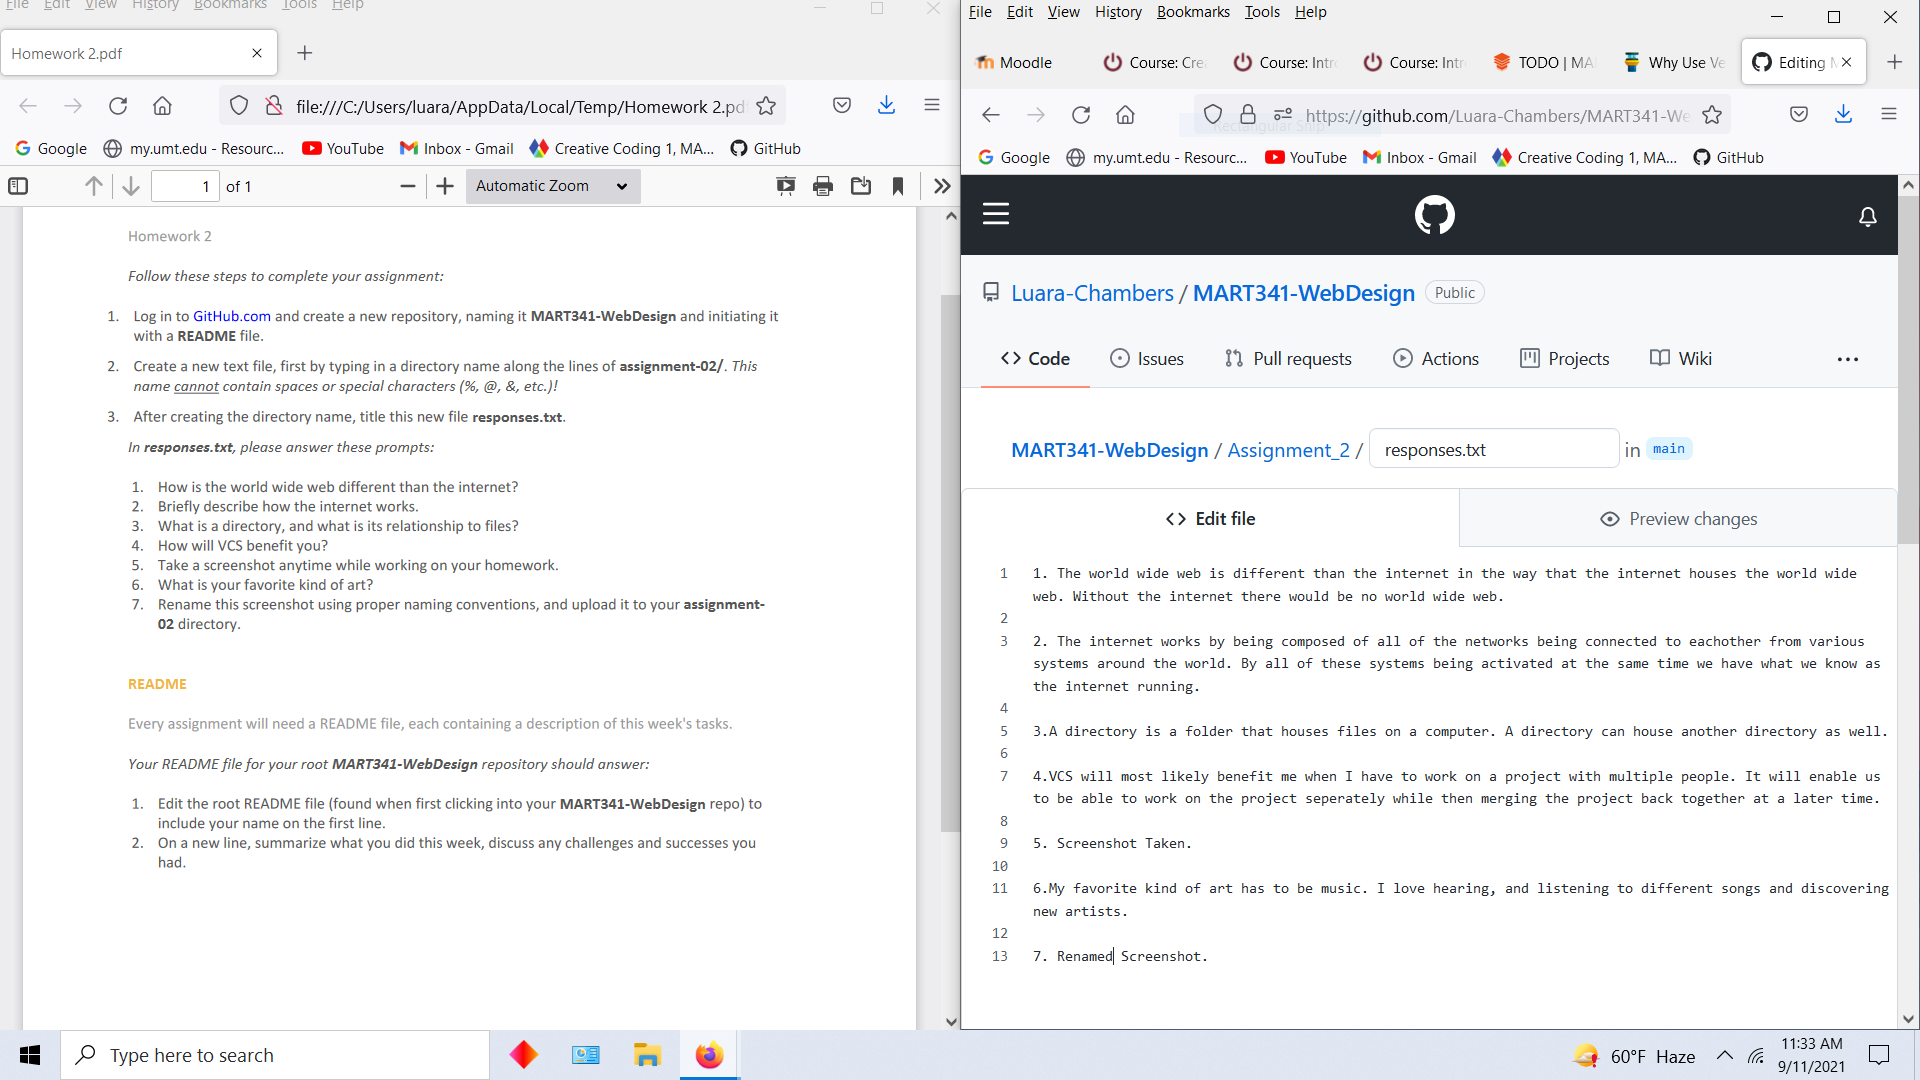 File Edit View History Bookmarks Tools Help
Homework 2.pdf
file:///C:/Users/luara/AppData/Local/Temp/Homework 2.pd
Google my.umt.edu - Resourc... YouTube Inbox - Gmail Creative Coding 1, MA... GitHub
1 of 1 Automatic Zoom
Homework 2
Follow these steps to complete your assignment:
1. Log in to GitHub.com and create a new repository, naming it MART341-WebDesign and initiating it
with a README file.
2. Create a new text file, first by typing in a directory name along the lines of assignment-02/. This
name cannot contain spaces or special characters (%, @, &, etc.)!
3. After creating the directory name, title this new file responses.txt.
In responses.txt, please answer these prompts:
1. How is the world wide web different than the internet?
2. Briefly describe how the internet works.
3. What is a directory, and what is its relationship to files?
4. How will VCS benefit you?
5. Take a screenshot anytime while working on your homework.
6. What is your favorite kind of art?
7. Rename this screenshot using proper naming conventions, and upload it to your assignment-
02 directory.
README
Every assignment will need a README file, each containing a description of this week's tasks.
Your README file for your root MART341-WebDesign repository should answer:
1. Edit the root README file (found when first clicking into your MART341-WebDesign repo) to
include your name on the first line.
2. On a new line, summarize what you did this week, discuss any challenges and successes you
had.
File Edit View History Bookmarks Tools Help
Moodle Course: Cre Course: Intr Course: Intr TODO | MA Why Use Ve Editing M
https://github.com/Luara-Chambers/MART341-We
Rectangular Snip
Google my.umt.edu - Resourc... YouTube Inbox - Gmail Creative Coding 1, MA... GitHub
Luara-Chambers / MART341-WebDesign Public
Code Issues Pull requests Actions Projects Wiki
MART341-WebDesign / Assignment_2 / responses.txt in main
Edit file Preview changes
1 1. The world wide web is different than the internet in the way that the internet houses the world wide
web. Without the internet there would be no world wide web.
2
3 2. The internet works by being composed of all of the networks being connected to eachother from various
systems around the world. By all of these systems being activated at the same time we have what we know as
the internet running.
4
5 3.A directory is a folder that houses files on a computer. A directory can house another directory as well.
6
7 4.VCS will most likely benefit me when I have to work on a project with multiple people. It will enable us
to be able to work on the project seperately while then merging the project back together at a later time.
8
9 5. Screenshot Taken.
10
11 6.My favorite kind of art has to be music. I love hearing, and listening to different songs and discovering
new artists.
12
13 7. Renamed Screenshot.
Type here to search
60°F Haze
11:33 AM
9/11/2021